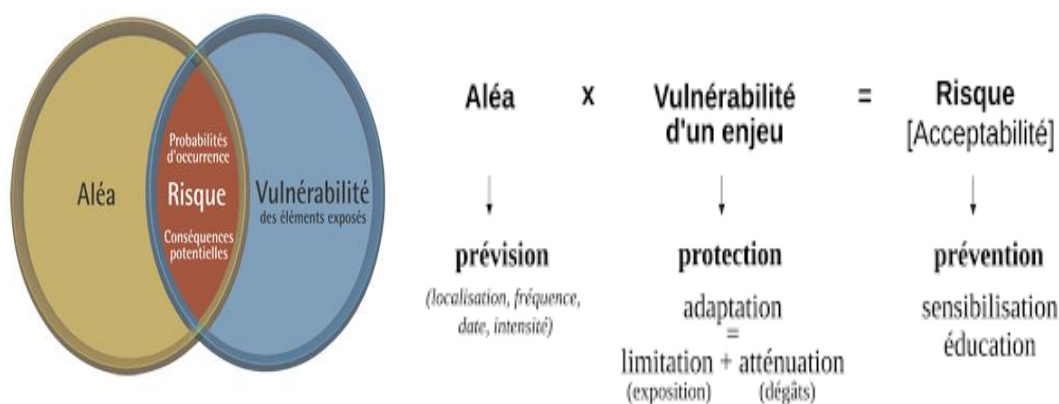 Aléa
Probabilités
d'occurrence
Risque
Conséquences
potentielles
Vulnérabilité
des éléments exposés
Aléa x Vulnérabilité = Risque
d'un enjeu [Acceptabilité]
prévision protection prévention
(localisation, fréquence, adaptation sensibilisation
date, intensité) = éducation
limitation + atténuation
(exposition) (dégâts)